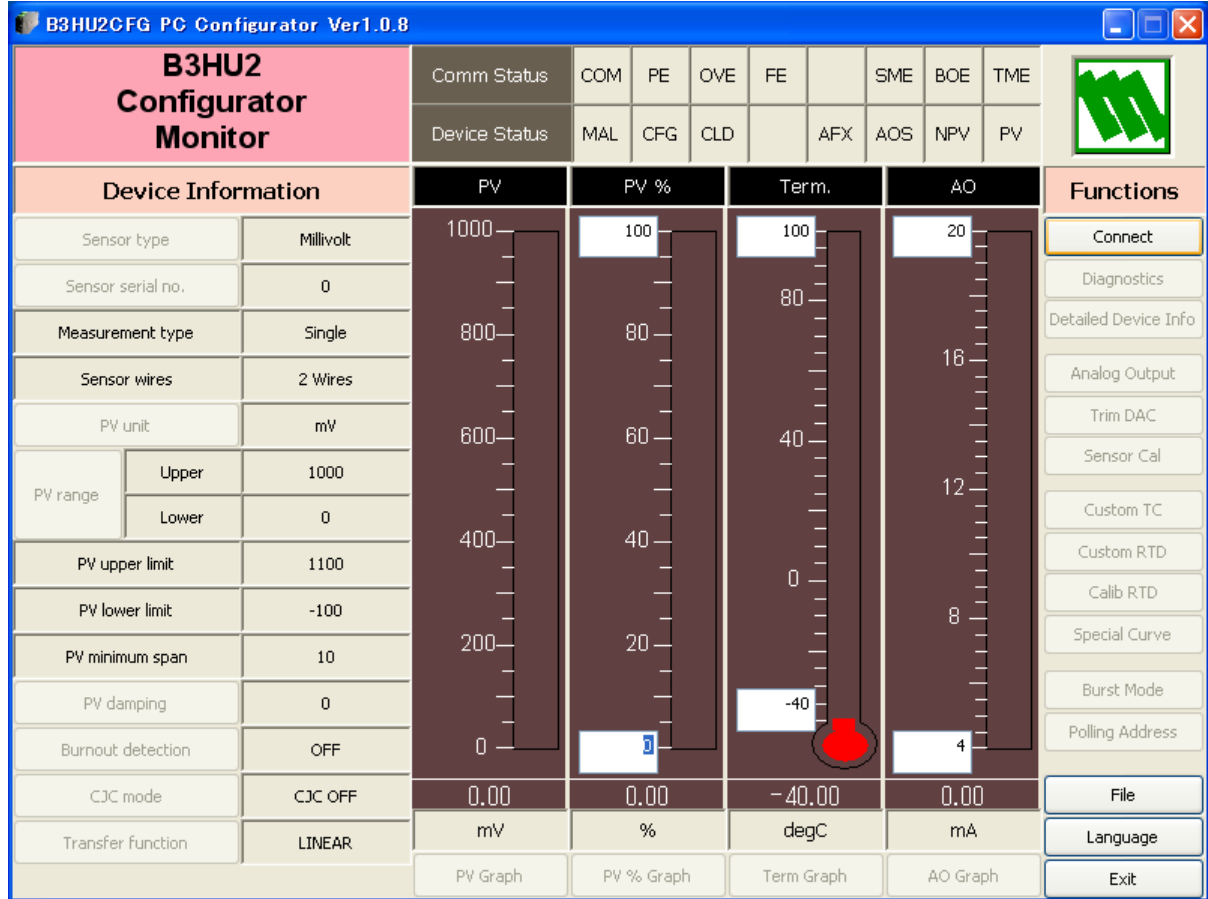 B3HU2CFG PC Configurator Ver1.0.8
B3HU2
Configurator
Monitor
Comm Status COM PE OVE FE SME BOE TME
Device Status MAL CFG CLD AFX AOS NPV PV
Device Information
PV PV % Term. AO
Functions
Sensor type Millivolt
Sensor serial no. 0
Measurement type Single
Sensor wires 2 Wires
PV unit mV
PV range Upper 1000
Lower 0
PV upper limit 1100
PV lower limit -100
PV minimum span 10
PV damping 0
Burnout detection OFF
CJC mode CJC OFF
Transfer function LINEAR
1000
800
600
400
200
0
0.00
mV
PV Graph
100
80
60
40
20
0
0.00
%
PV % Graph
100
80
40
0
-40
-40.00
degC
Term Graph
20
16
12
8
4
0.00
mA
AO Graph
Connect
Diagnostics
Detailed Device Info
Analog Output
Trim DAC
Sensor Cal
Custom TC
Custom RTD
Calib RTD
Special Curve
Burst Mode
Polling Address
File
Language
Exit